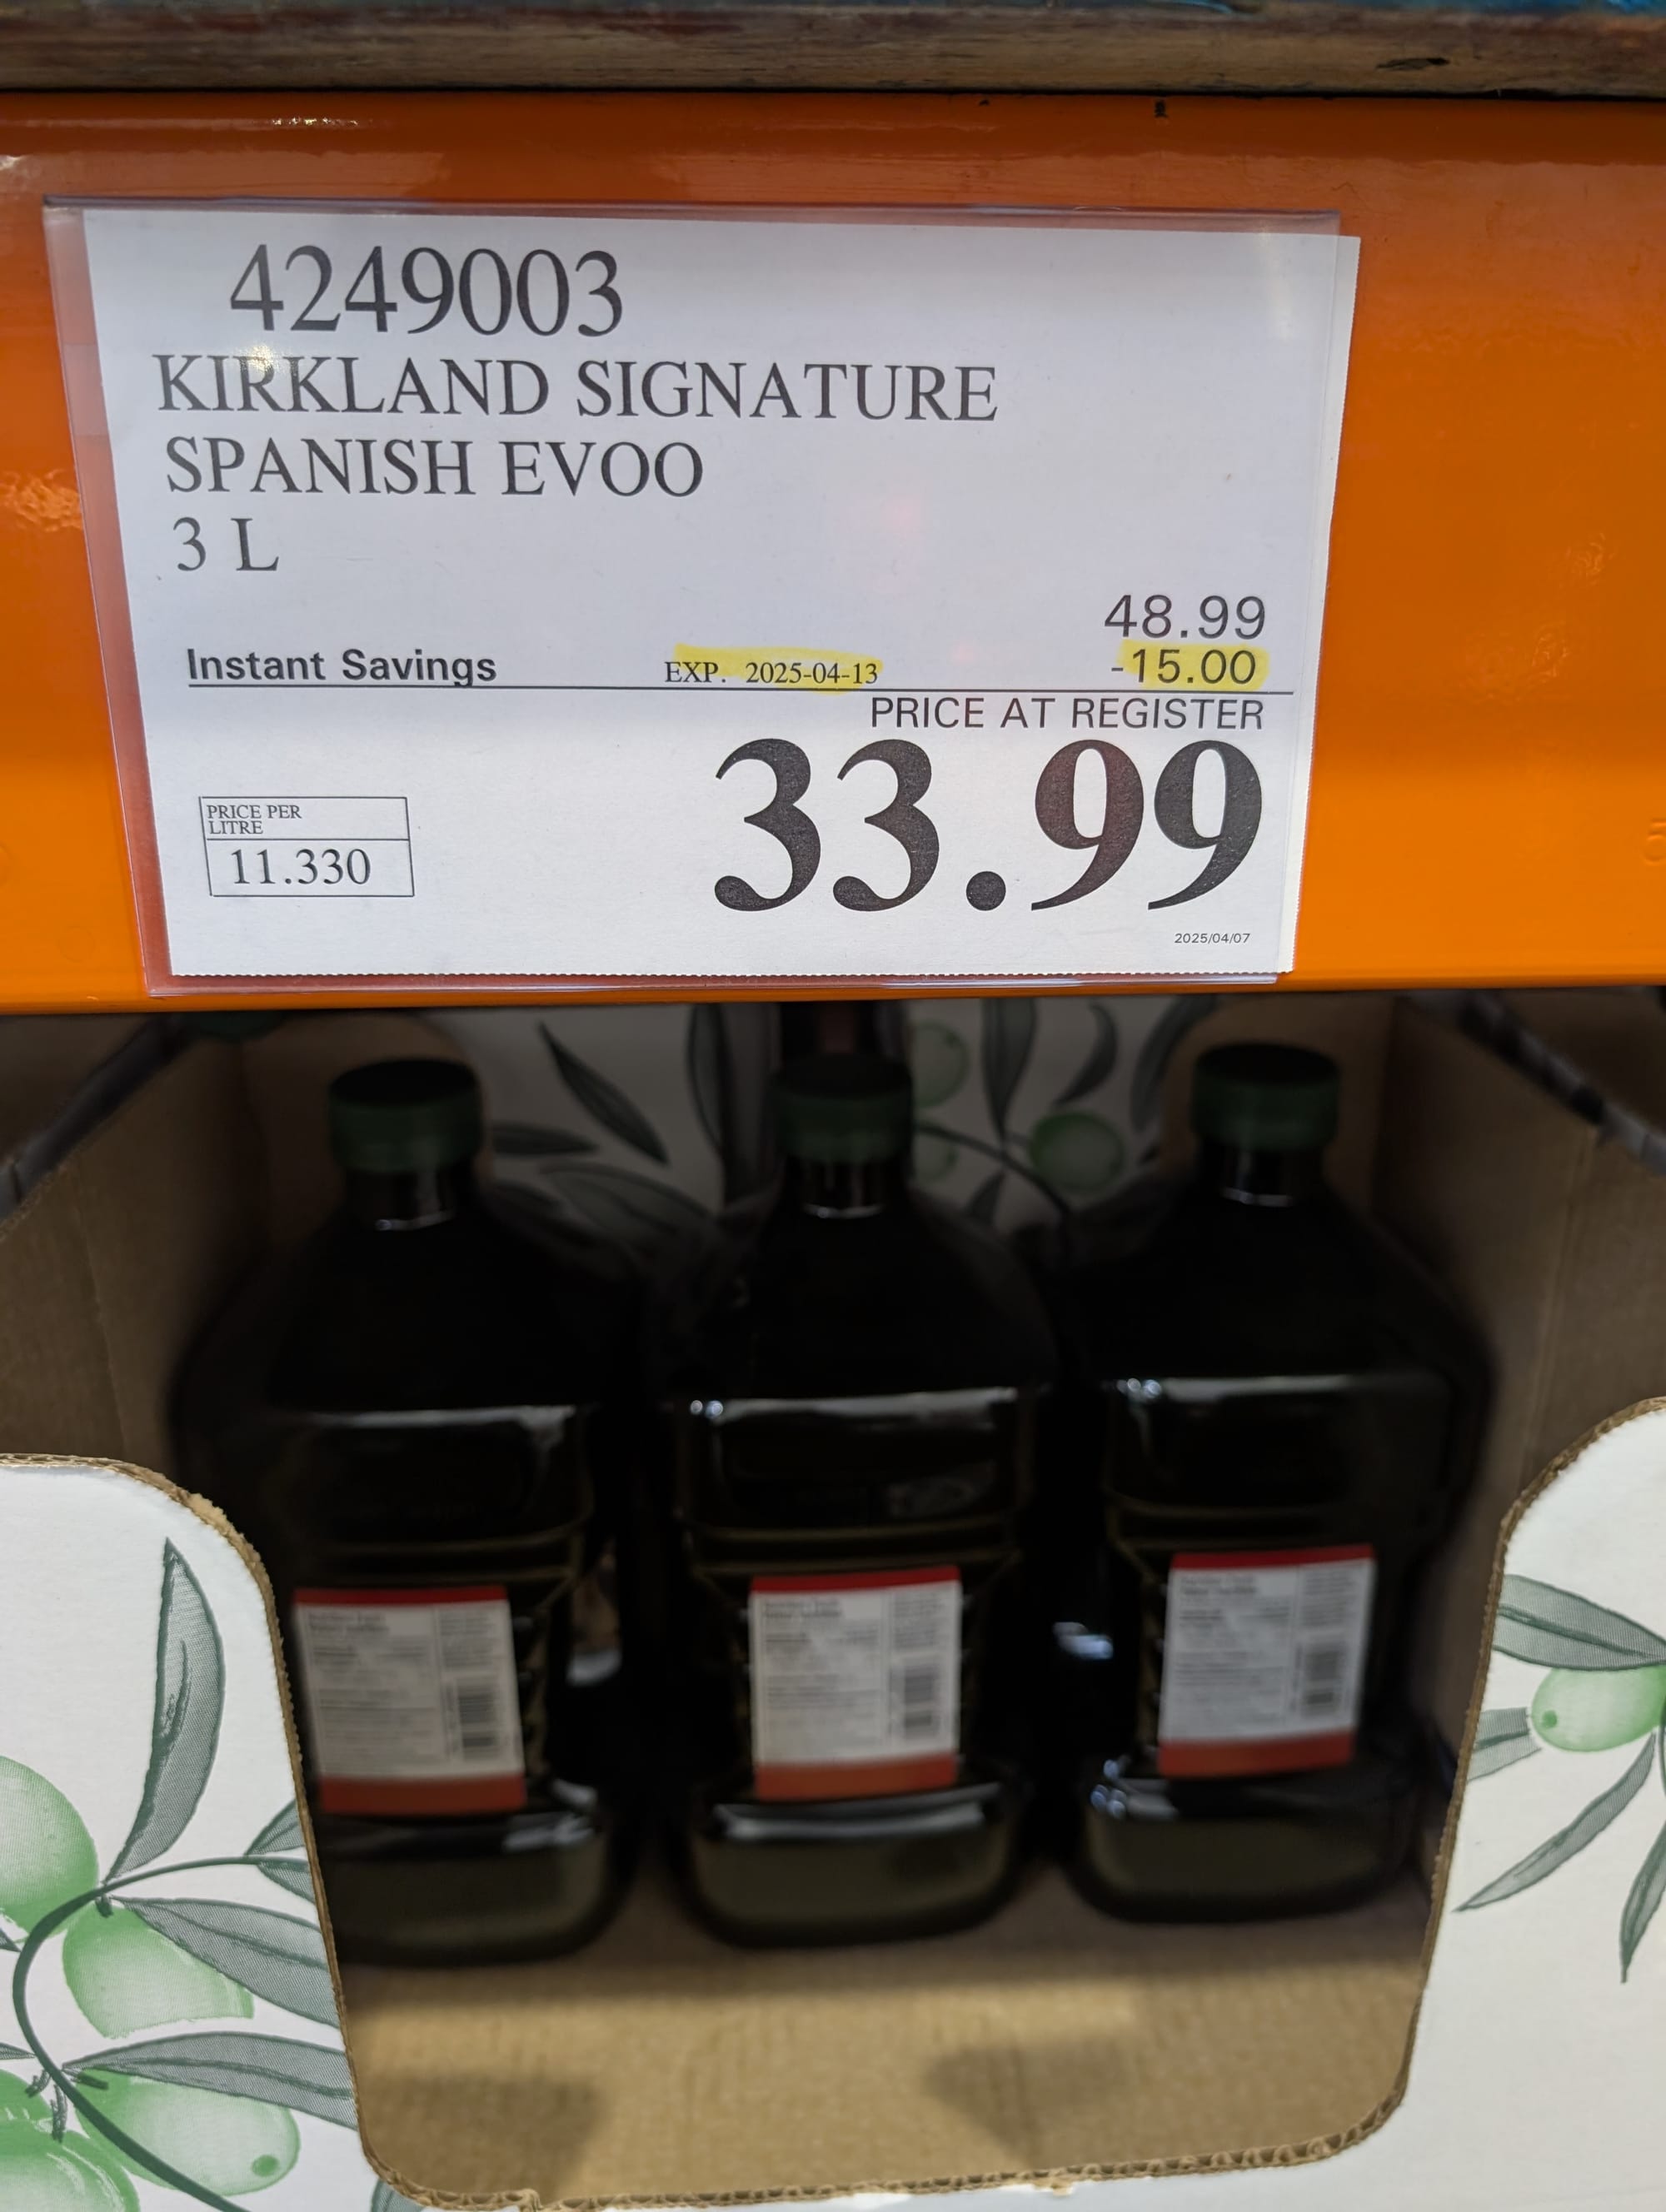 4249003
KIRKLAND SIGNATURE
SPANISH EVOO
3 L
48.99
Instant Savings EXP. 2025-04-13 -15.00
PRICE AT REGISTER
33.99
PRICE PER
LITRE
11.330
2025/04/07